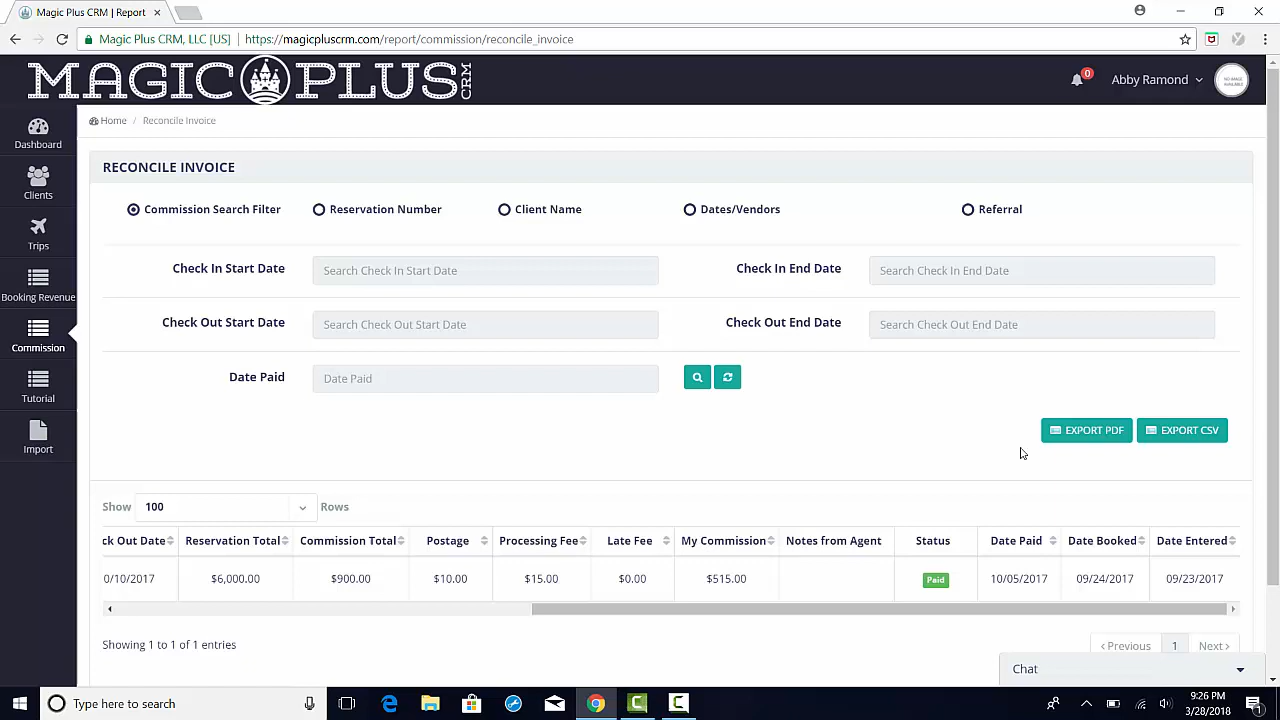 Magic Plus CRM | Report
Magic Plus CRM, LLC [US] https://magicpluscrm.com/report/commission/reconcile_invoice
MAGIC PLUS CRM
0
Abby Ramond
NO IMAGE AVAILABLE
Home / Reconcile Invoice
Dashboard
Clients
Trips
Booking Revenue
Commission
Tutorial
Import
RECONCILE INVOICE
Commission Search Filter Reservation Number Client Name Dates/Vendors Referral
Check In Start Date Search Check In Start Date Check In End Date Search Check In End Date
Check Out Start Date Search Check Out Start Date Check Out End Date Search Check Out End Date
Date Paid Date Paid
EXPORT PDF EXPORT CSV
Show 100 Rows
ck Out Date Reservation Total Commission Total Postage Processing Fee Late Fee My Commission Notes from Agent Status Date Paid Date Booked Date Entered
0/10/2017 $6,000.00 $900.00 $10.00 $15.00 $0.00 $515.00 Paid 10/05/2017 09/24/2017 09/23/2017
Showing 1 to 1 of 1 entries
‹ Previous 1 Next ›
Chat
Type here to search
9:26 PM
3/28/2018